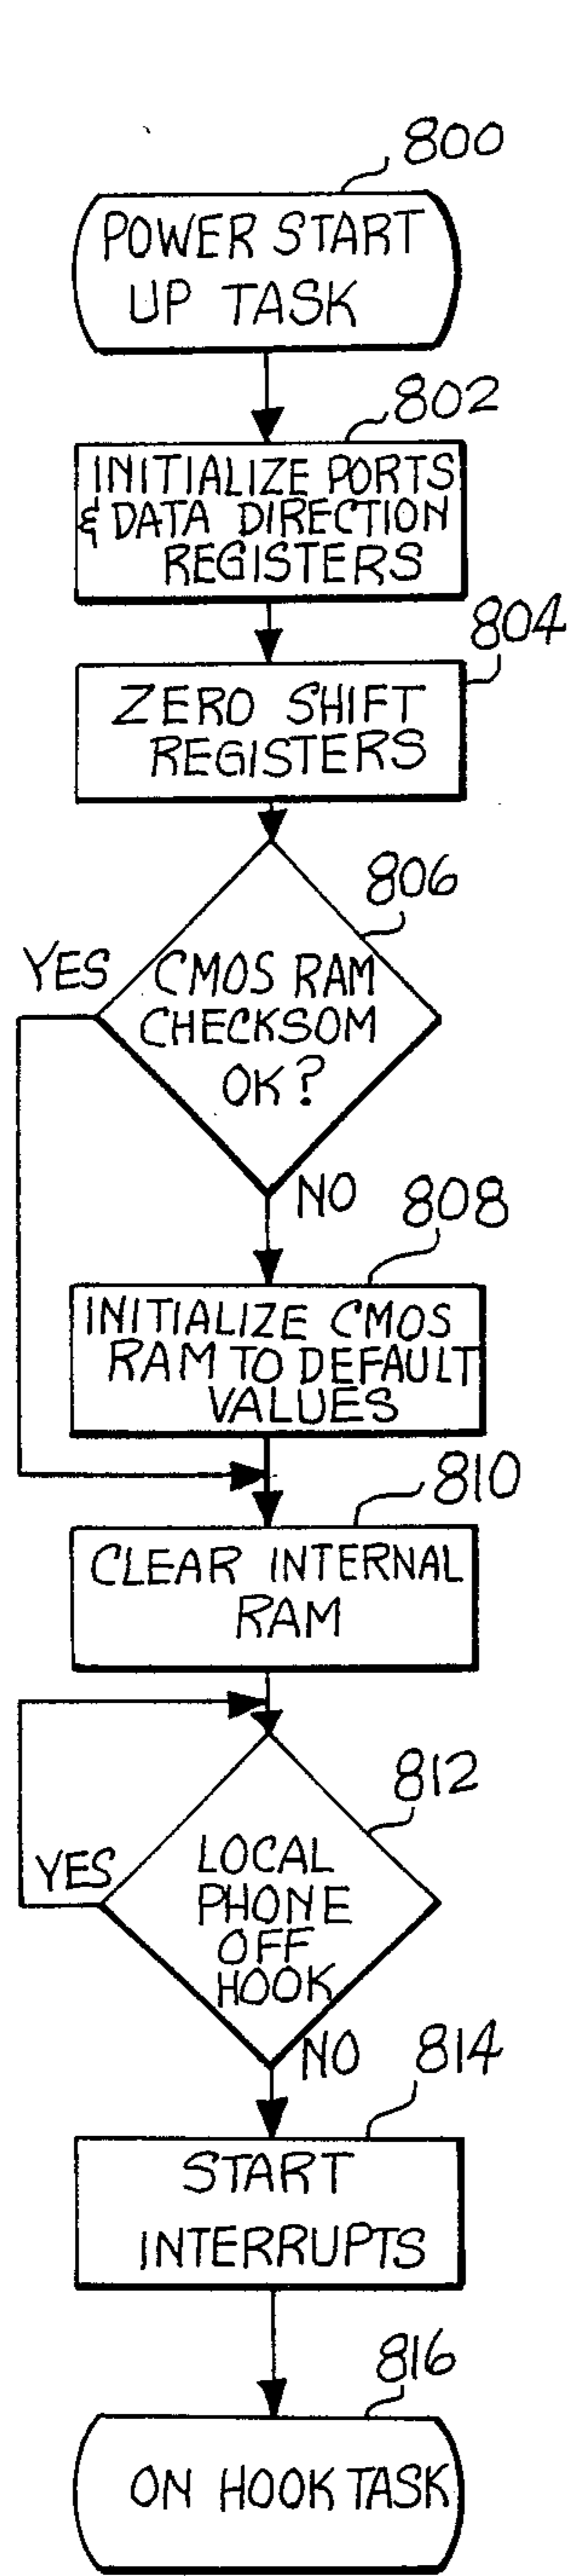 800
POWER START
UP TASK
802
INITIALIZE PORTS
& DATA DIRECTION
REGISTERS
804
ZERO SHIFT
REGISTERS
806
YES
CMOS RAM
CHECKSOM
OK?
NO
808
INITIALIZE CMOS
RAM TO DEFAULT
VALUES
810
CLEAR INTERNAL
RAM
812
YES
LOCAL
PHONE
OFF
HOOK
NO
814
START
INTERRUPTS
816
ON HOOK TASK